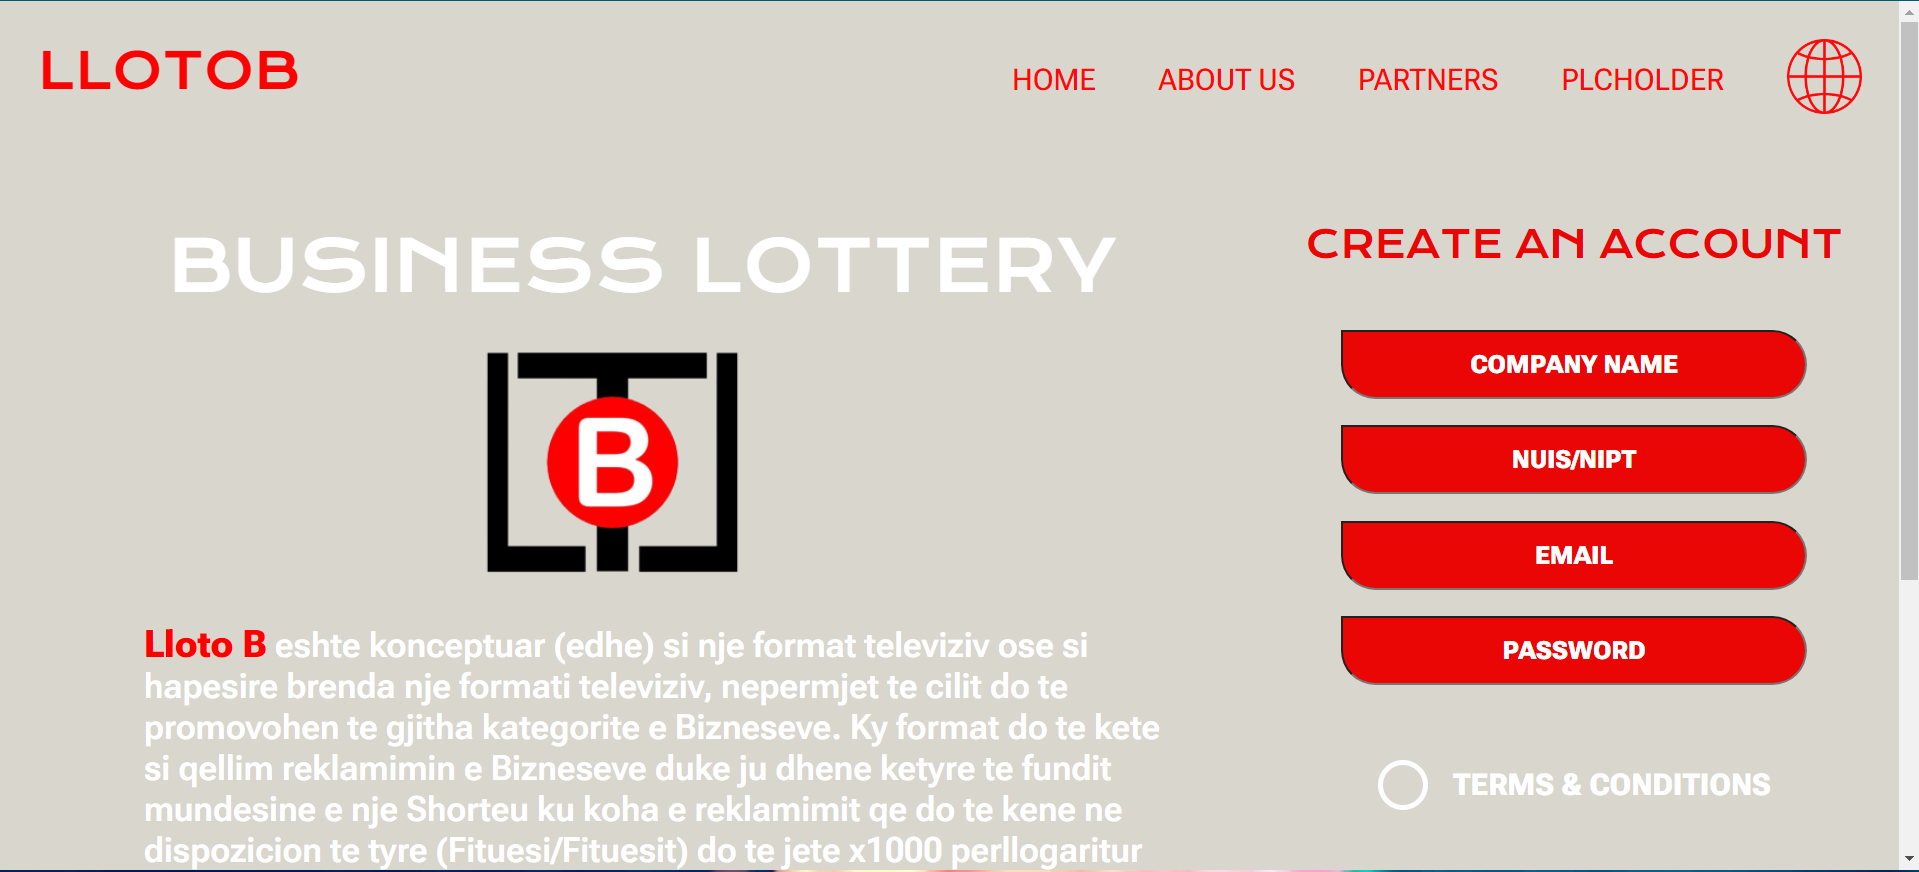 LLOTOB
HOME
ABOUT US
PARTNERS
PLCHOLDER
BUSINESS LOTTERY
B
Lloto B eshte konceptuar (edhe) si nje format televiziv ose si
hapesire brenda nje formati televiziv, nepermjet te cilit do te
promovohen te gjitha kategorite e Bizneseve. Ky format do te kete
si qellim reklamimin e Bizneseve duke ju dhene ketyre te fundit
mundesine e nje Shorteu ku koha e reklamimit qe do te kene ne
dispozicion te tyre (Fituesi/Fituesit) do te jete x1000 perllogaritur
CREATE AN ACCOUNT
COMPANY NAME
NUIS/NIPT
EMAIL
PASSWORD
TERMS & CONDITIONS